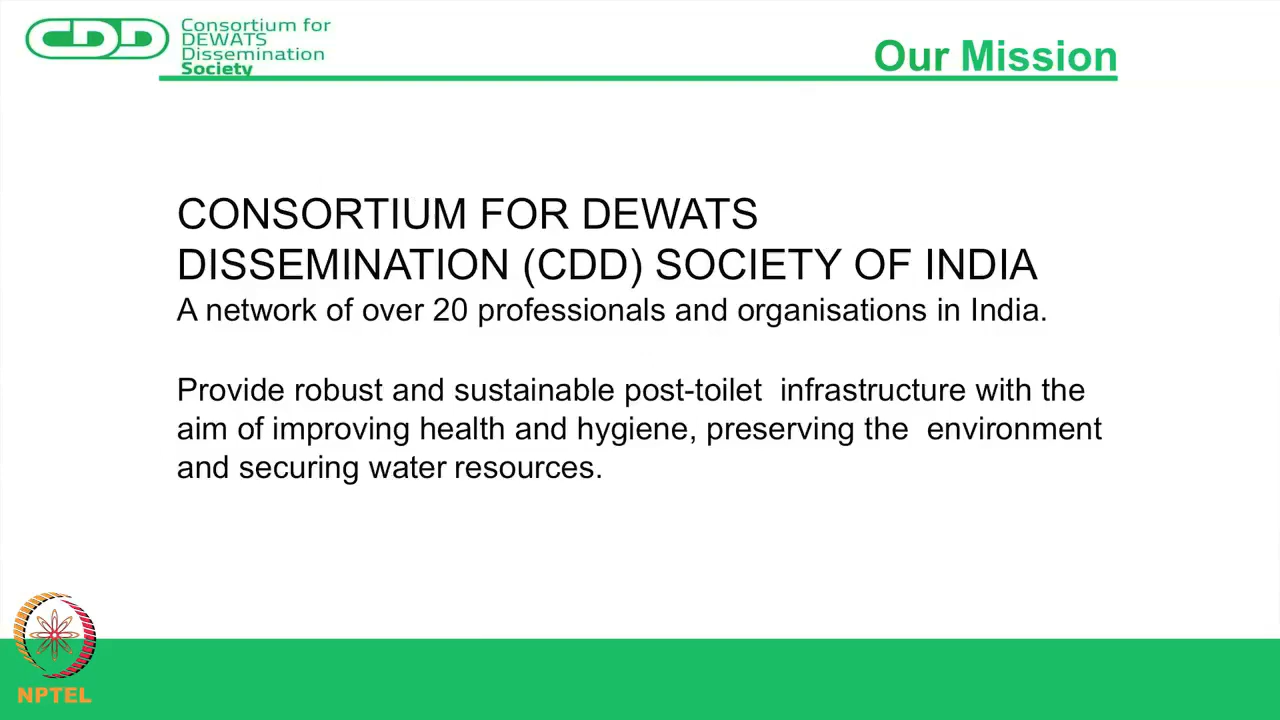 CDD
Consortium for
DEWATS
Dissemination
Society
Our Mission
CONSORTIUM FOR DEWATS
DISSEMINATION (CDD) SOCIETY OF INDIA
A network of over 20 professionals and organisations in India.
Provide robust and sustainable post-toilet infrastructure with the
aim of improving health and hygiene, preserving the environment
and securing water resources.
NPTEL